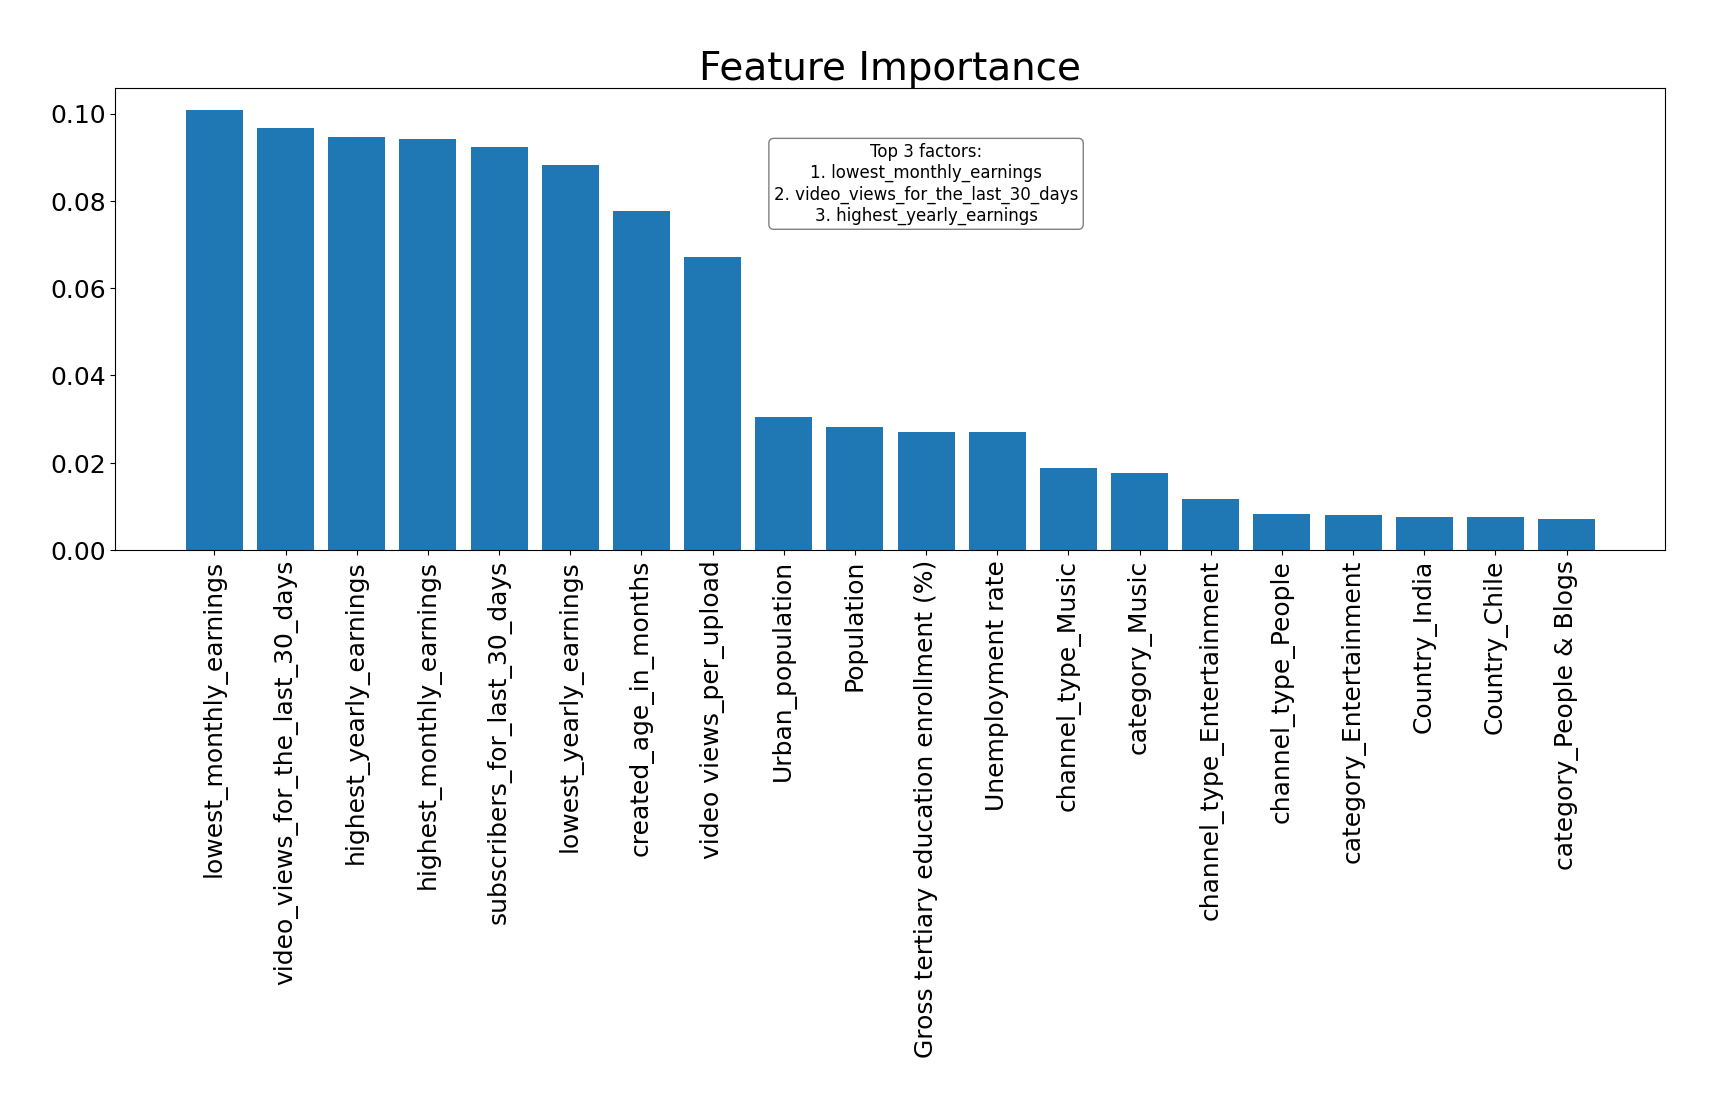 Feature Importance
0.10
0.08
0.06
0.04
0.02
0.00
Top 3 factors:
1. lowest_monthly_earnings
2. video_views_for_the_last_30_days
3. highest_yearly_earnings
lowest_monthly_earnings
video_views_for_the_last_30_days
highest_yearly_earnings
highest_monthly_earnings
subscribers_for_last_30_days
lowest_yearly_earnings
created_age_in_months
video views_per_upload
Urban_population
Population
Gross tertiary education enrollment (%)
Unemployment rate
channel_type_Music
category_Music
channel_type_Entertainment
channel_type_People
category_Entertainment
Country_India
Country_Chile
category_People & Blogs